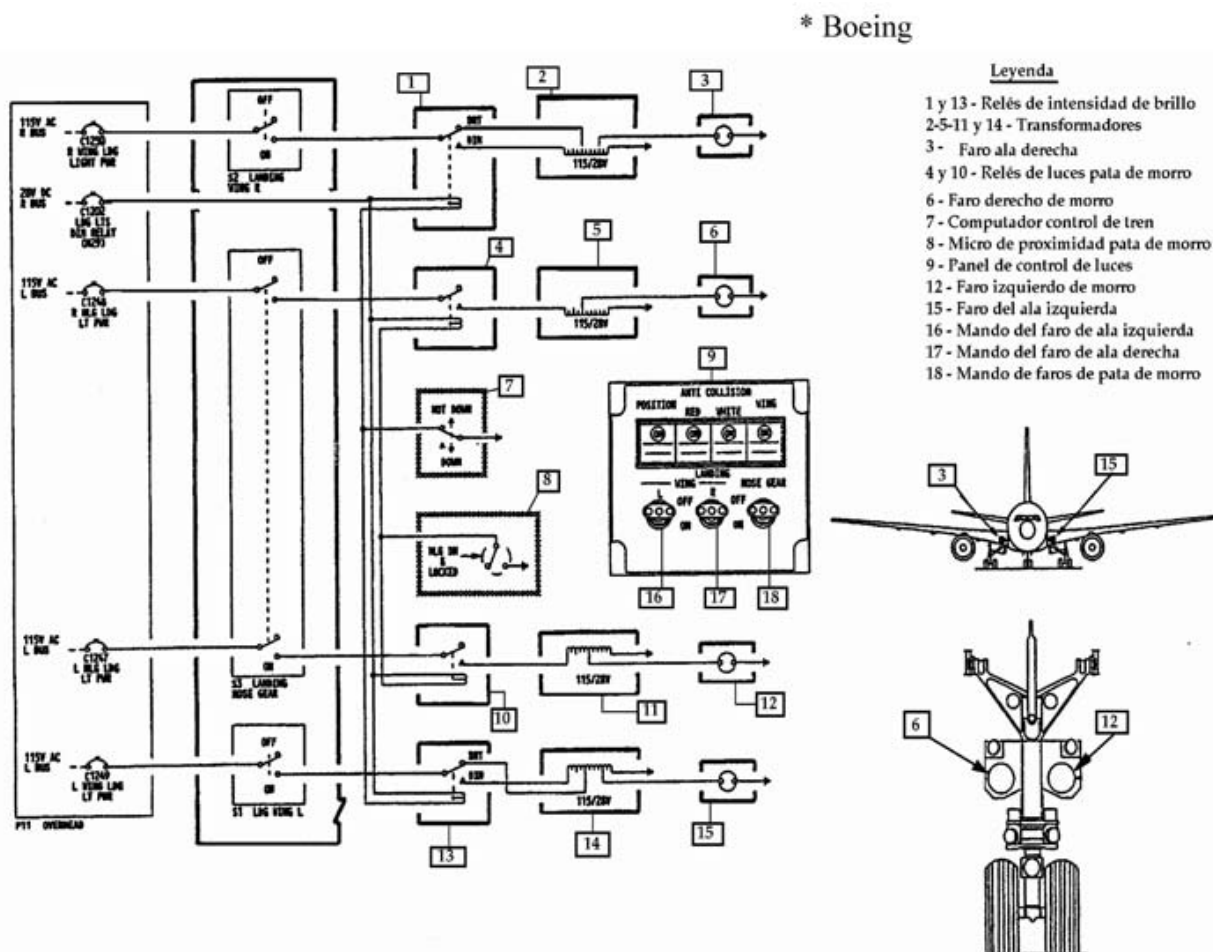 * Boeing
Leyenda
1 y 13 - Relés de intensidad de brillo
2-5-11 y 14 - Transformadores
3 - Faro ala derecha
4 y 10 - Relés de luces pata de morro
6 - Faro derecho de morro
7 - Computador control de tren
8 - Micro de proximidad pata de morro
9 - Panel de control de luces
12 - Faro izquierdo de morro
15 - Faro del ala izquierda
16 - Mando del faro de ala izquierda
17 - Mando del faro de ala derecha
18 - Mando de faros de pata de morro
115V AC
R BUS
C1250
R WING LDG
LIGHT PWR
28V DC
R BUS
C1202
LDG LTS
DIM RELAY
115V AC
L BUS
C1248
R NLG LDG
LT PWR
115V AC
L BUS
C1247
L NLG LDG
LT PWR
115V AC
L BUS
C1249
L WING LDG
LT PWR
P11 OVERHEAD
OFF
ON
S2 LANDING
WING R
OFF
ON
S3 LANDING
NOSE GEAR
OFF
ON
S1 LDG WING L
1
BRT
DIM
2
115/28V
3
4
5
115/28V
6
7
NOT DOWN
DOWN
8
NLG DN
&
LOCKED
9
ANTI COLLISION
POSITION
RED
WHITE
WING
ON
ON
ON
ON
LANDING
WING
NOSE GEAR
L
OFF
R
OFF
ON
ON
16
17
18
10
11
115/28V
12
13
BRT
DIM
14
115/28V
15
3
15
6
12